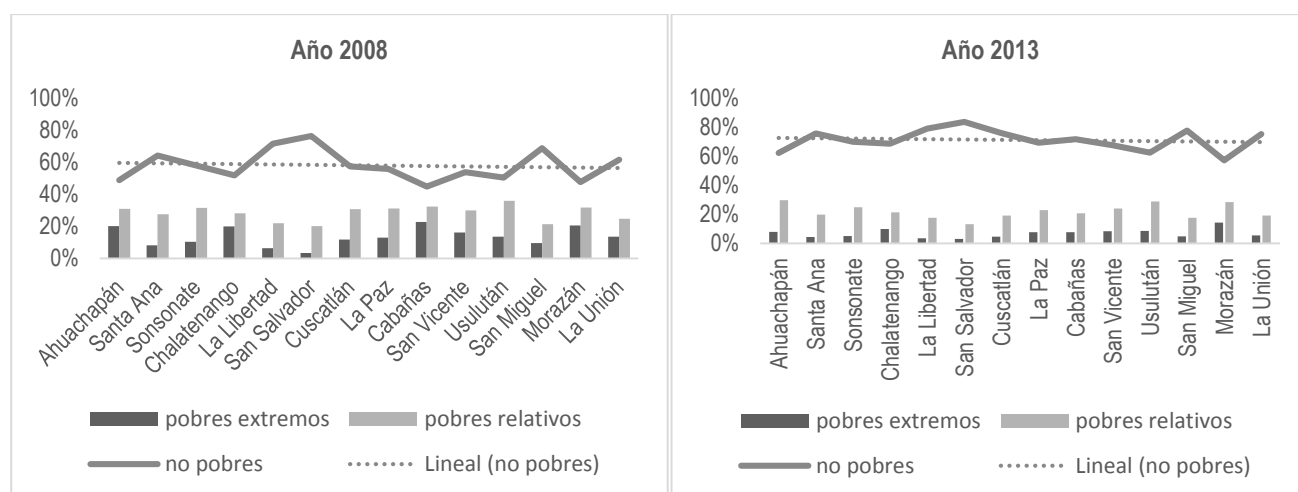 Año 2008
100%
80%
60%
40%
20%
0%
Ahuachapán
Santa Ana
Sonsonate
Chalatenango
La Libertad
San Salvador
Cuscatlán
La Paz
Cabañas
San Vicente
Usulután
San Miguel
Morazán
La Unión
pobres extremos
pobres relativos
no pobres
Lineal (no pobres)
Año 2013
100%
80%
60%
40%
20%
0%
Ahuachapán
Santa Ana
Sonsonate
Chalatenango
La Libertad
San Salvador
Cuscatlán
La Paz
Cabañas
San Vicente
Usulután
San Miguel
Morazán
La Unión
pobres extremos
pobres relativos
no pobres
Lineal (no pobres)